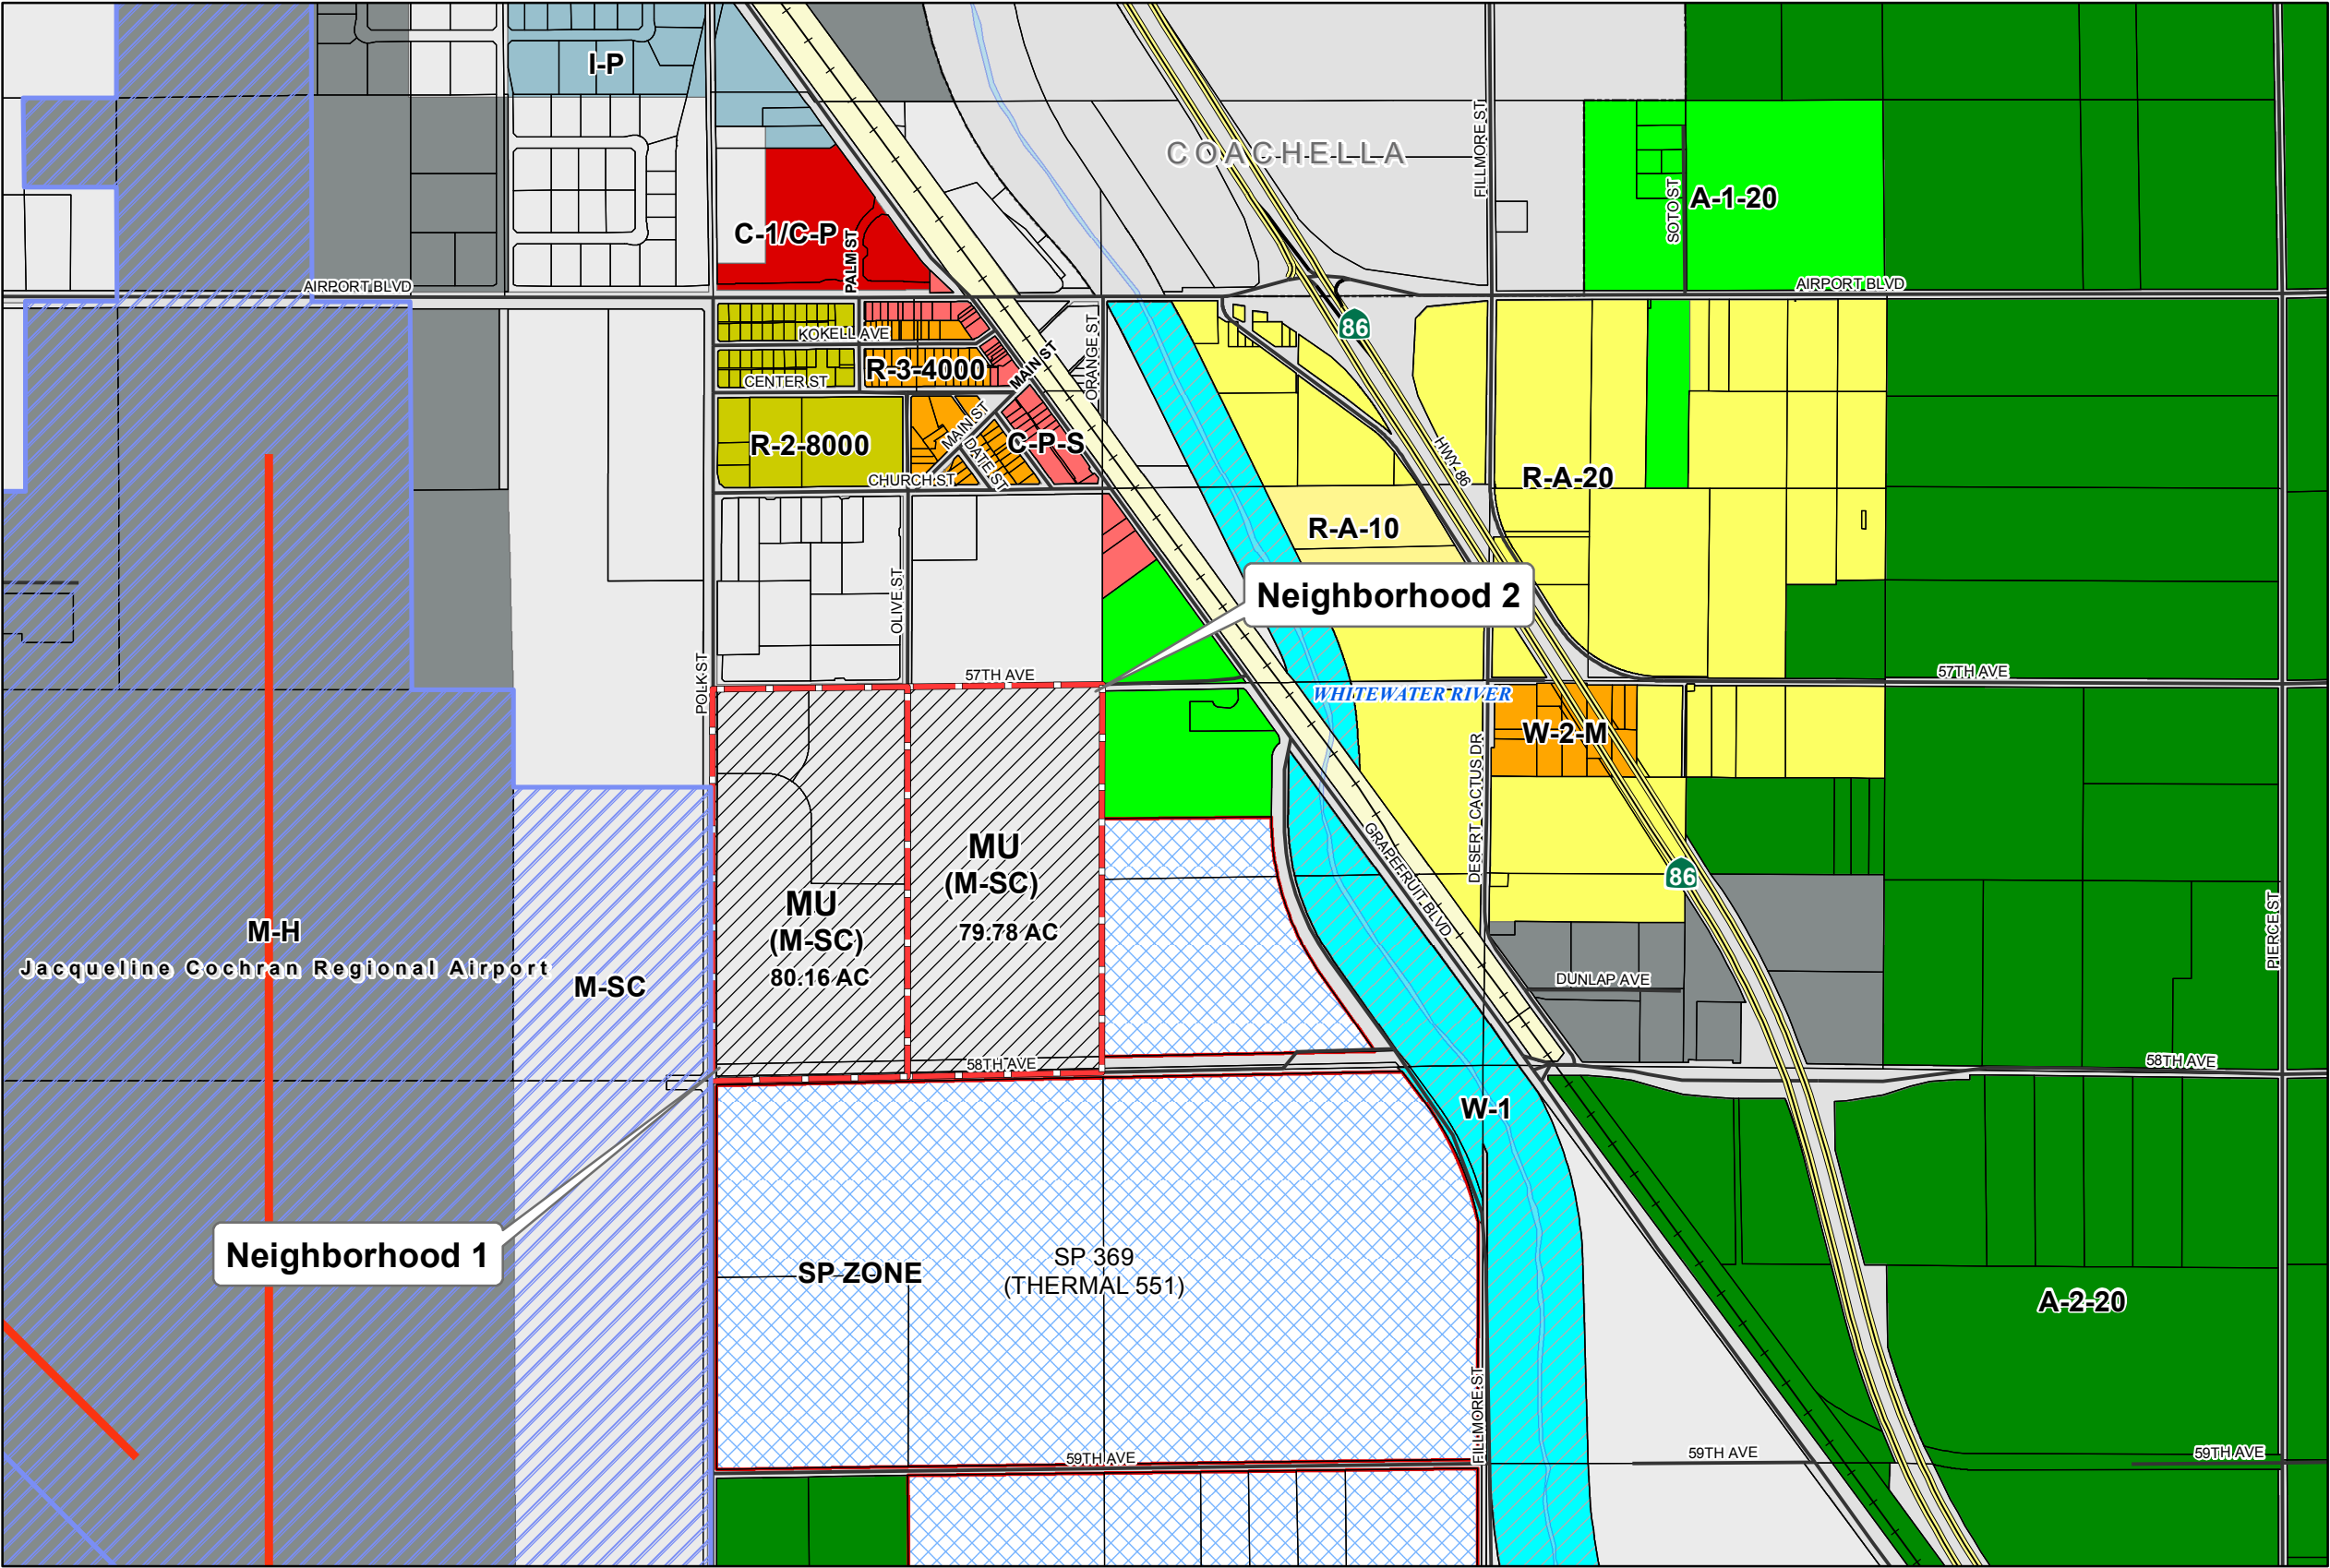 I-P
COACHELLA
FILLMORE ST
SOTO ST
A-1-20
C-1/C-P
PALM ST
AIRPORT BLVD
AIRPORT BLVD
KOKELL AVE
86
ORANGE ST
MAIN ST
R-3-4000
CENTER ST
MAIN ST
DATE ST
R-2-8000
C-P-S
CHURCH ST
HWY 86
R-A-20
R-A-10
Neighborhood 2
OLIVE ST
POLK ST
57TH AVE
57TH AVE
WHITEWATER RIVER
W-2-M
DESERT CACTUS DR
GRAPEFRUIT BLVD
86
MU
(M-SC)
79.78 AC
MU
(M-SC)
80.16 AC
M-H
Jacqueline Cochran Regional Airport
M-SC
DUNLAP AVE
PIERCE ST
58TH AVE
58TH AVE
W-1
Neighborhood 1
SP ZONE
SP 369
(THERMAL 551)
A-2-20
FILLMORE ST
59TH AVE
59TH AVE
59TH AVE